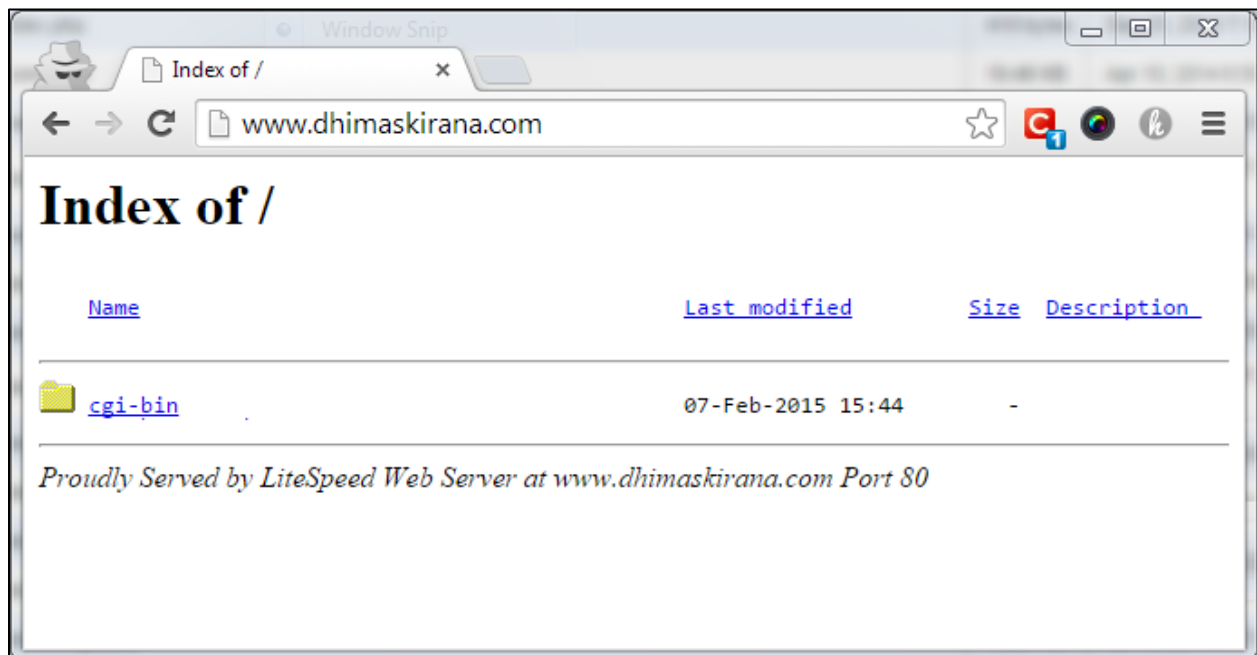 Window Snip
Index of /
www.dhimaskirana.com
1
Index of /
Name Last modified Size Description
cgi-bin 07-Feb-2015 15:44 -
Proudly Served by LiteSpeed Web Server at www.dhimaskirana.com Port 80